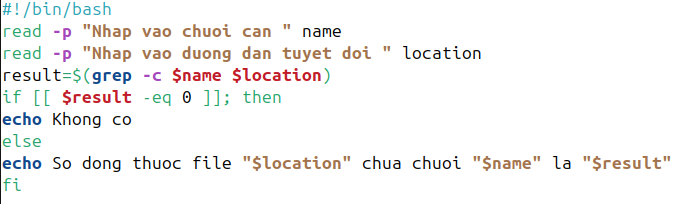 #!/bin/bash
read -p "Nhap vao chuoi can " name
read -p "Nhap vao duong dan tuyet doi " location
result=$(grep -c $name $location)
if [[ $result -eq 0 ]]; then
echo Khong co
else
echo So dong thuoc file "$location" chua chuoi "$name" la "$result"
fi